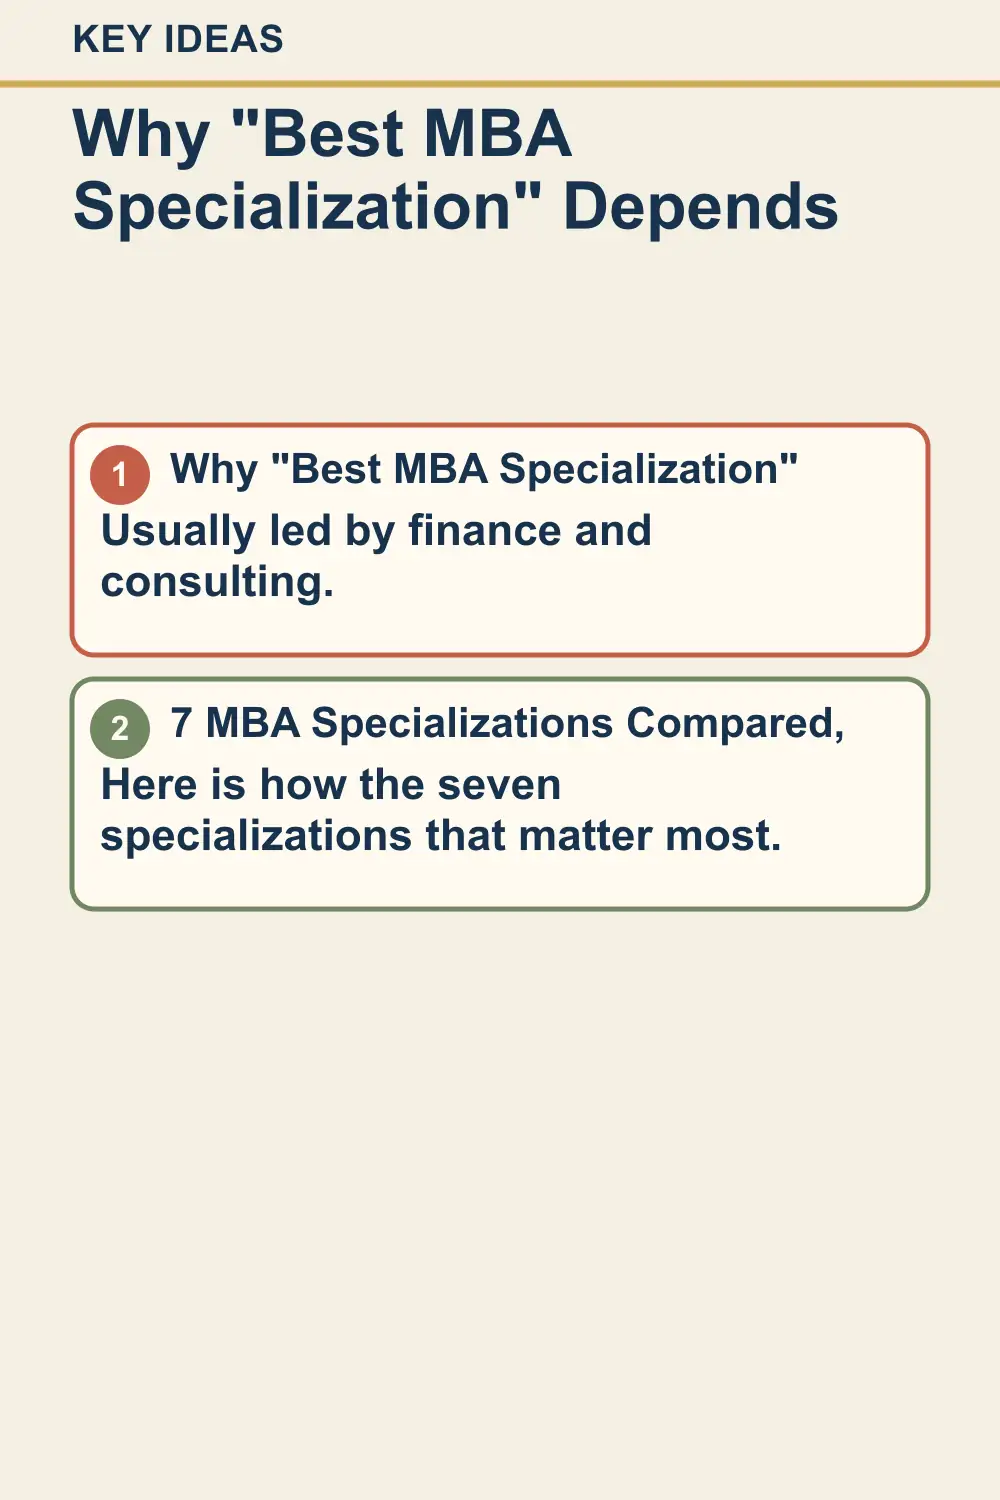 KEY IDEAS
Why "Best MBA
Specialization" Depends
1 Why "Best MBA Specialization"
Usually led by finance and
consulting.
2 7 MBA Specializations Compared,
Here is how the seven
specializations that matter most.